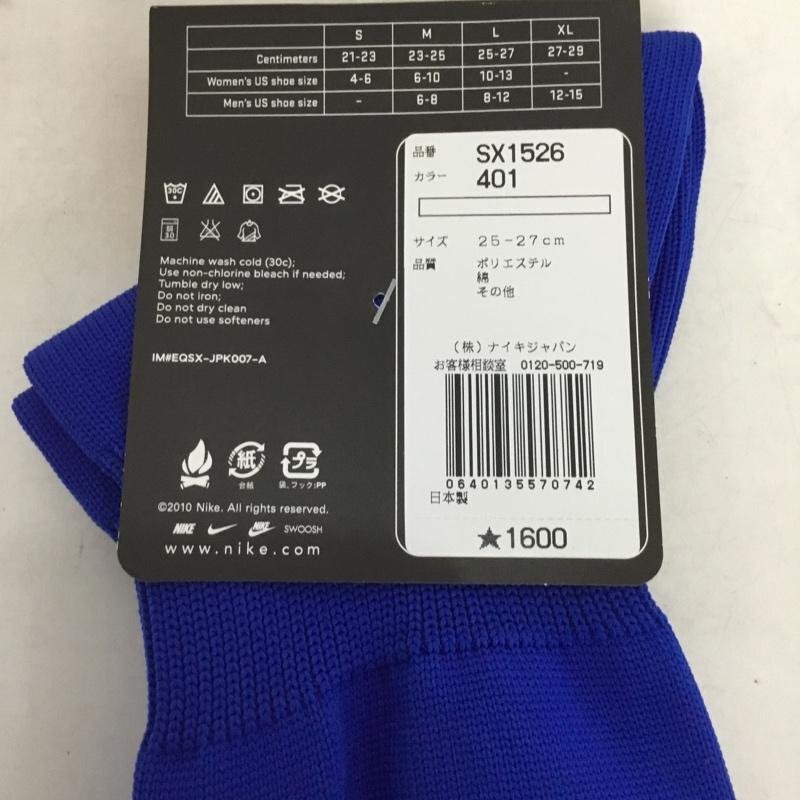 S M L XL
Centimeters 21-23 23-25 25-27 27-29
Women's US shoe size 4-6 6-10 10-13 -
Men's US shoe size - 6-8 8-12 12-15
品番 SX1526
カラー 401
サイズ 25-27cm
品質 ポリエステル
綿
その他
(株)ナイキジャパン
お客様相談室 0120-500-719
0640135570742
日本製
★1600
30C
弱
30
Machine wash cold (30c);
Use non-chlorine bleach if needed;
Tumble dry low;
Do not iron;
Do not dry clean
Do not use softeners
IM#EQSX-JPK007-A
紙
台紙
プラ
袋,フック:PP
©2010 Nike. All rights reserved.
NIKE NIKE SWOOSH
www.nike.com